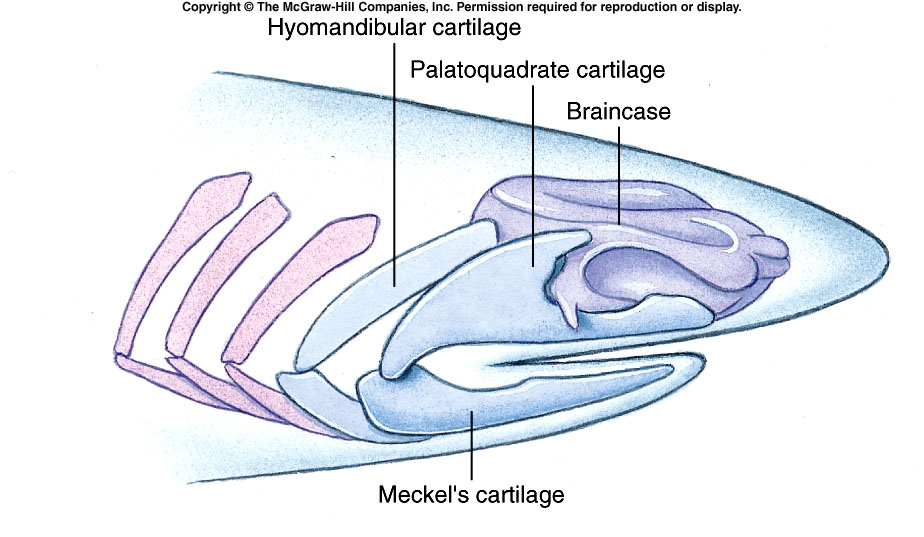 Copyright © The McGraw-Hill Companies, Inc. Permission required for reproduction or display.
Hyomandibular cartilage
Palatoquadrate cartilage
Braincase
Meckel's cartilage